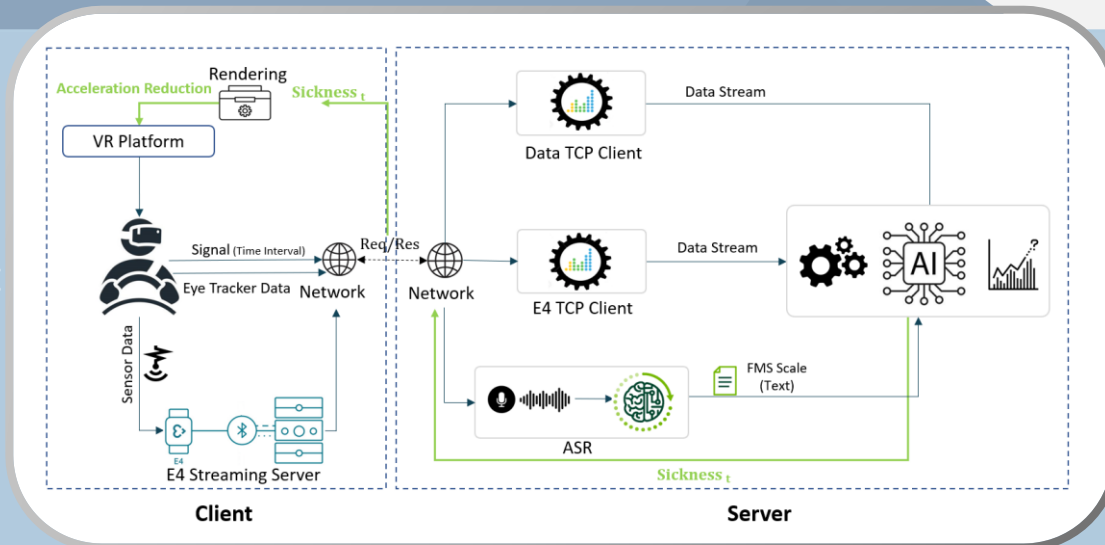 Rendering
Acceleration Reduction
Sickness t
VR Platform
Signal (Time Interval)
Eye Tracker Data
Network
Req/Res
Sensor Data
E4
E4 Streaming Server
Client
Data TCP Client
Data Stream
Network
E4 TCP Client
Data Stream
AI
?
ASR
FMS Scale
(Text)
Sickness t
Server